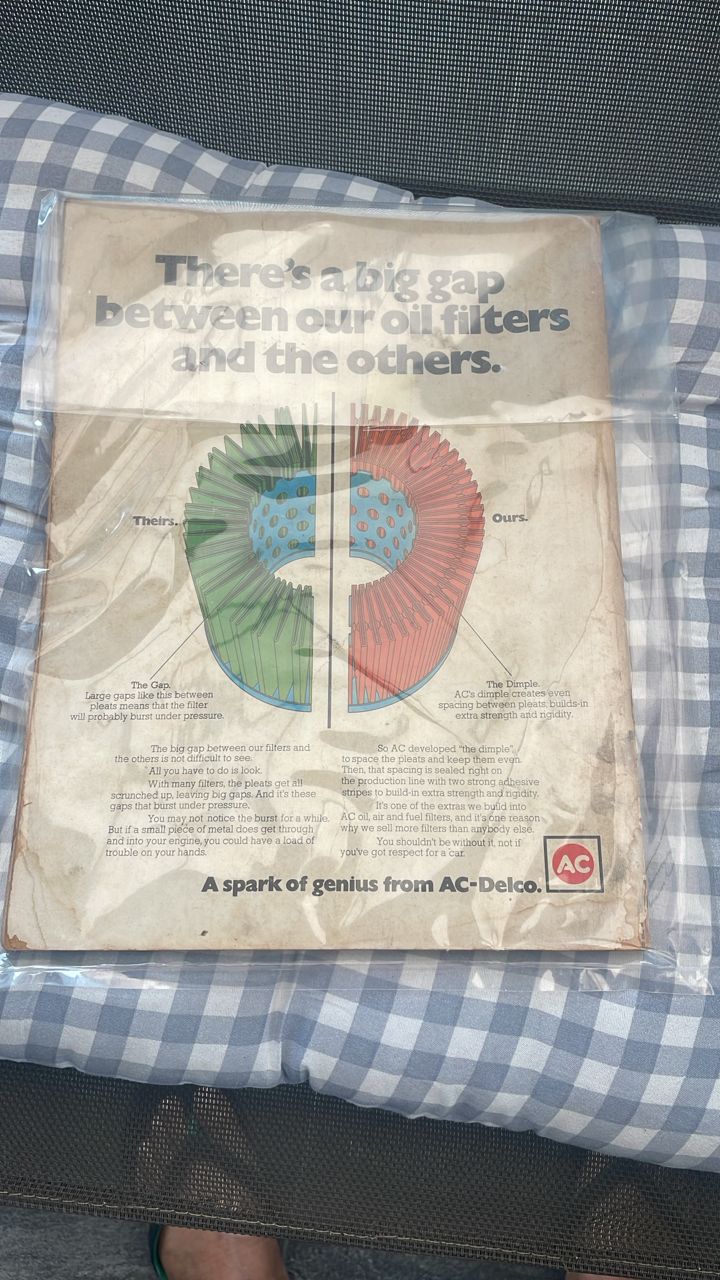 There's a big gap
between our oil filters
and the others.
Theirs.
Ours.
The Gap.
Large gaps like this between
pleats means that the filter
will probably burst under pressure.
The Dimple.
AC's dimple creates even
spacing between pleats, builds-in
extra strength and rigidity.
The big gap between our filters and
the others is not difficult to see.
All you have to do is look.
With many filters, the pleats get all
scrunched up, leaving big gaps. And it's these
gaps that burst under pressure.
You may not notice the burst for a while.
But if a small piece of metal does get through
and into your engine, you could have a load of
trouble on your hands.
So AC developed "the dimple"
to space the pleats and keep them even.
Then, that spacing is sealed right on
the production line with two strong adhesive
stripes to build-in extra strength and rigidity.
It's one of the extras we build into
AC oil, air and fuel filters, and it's one reason
why we sell more filters than anybody else.
You shouldn't be without it, not if
you've got respect for a car.
A spark of genius from AC-Delco.
AC